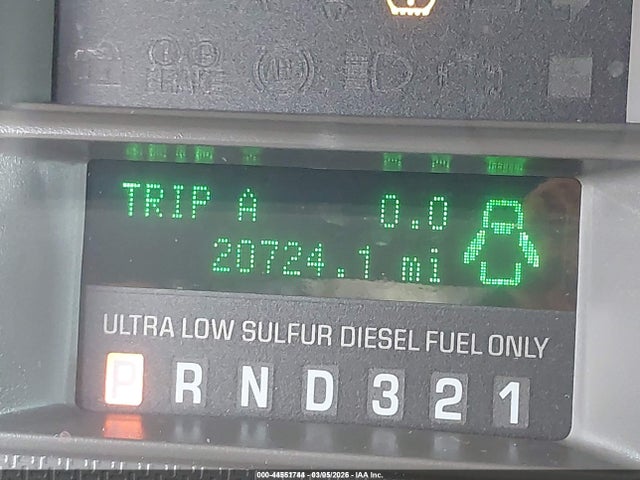 TRIP A 0.0
20724.1 mi
ULTRA LOW SULFUR DIESEL FUEL ONLY
P R N D 3 2 1
000-44551744 - 03/05/2026 - IAA Inc.